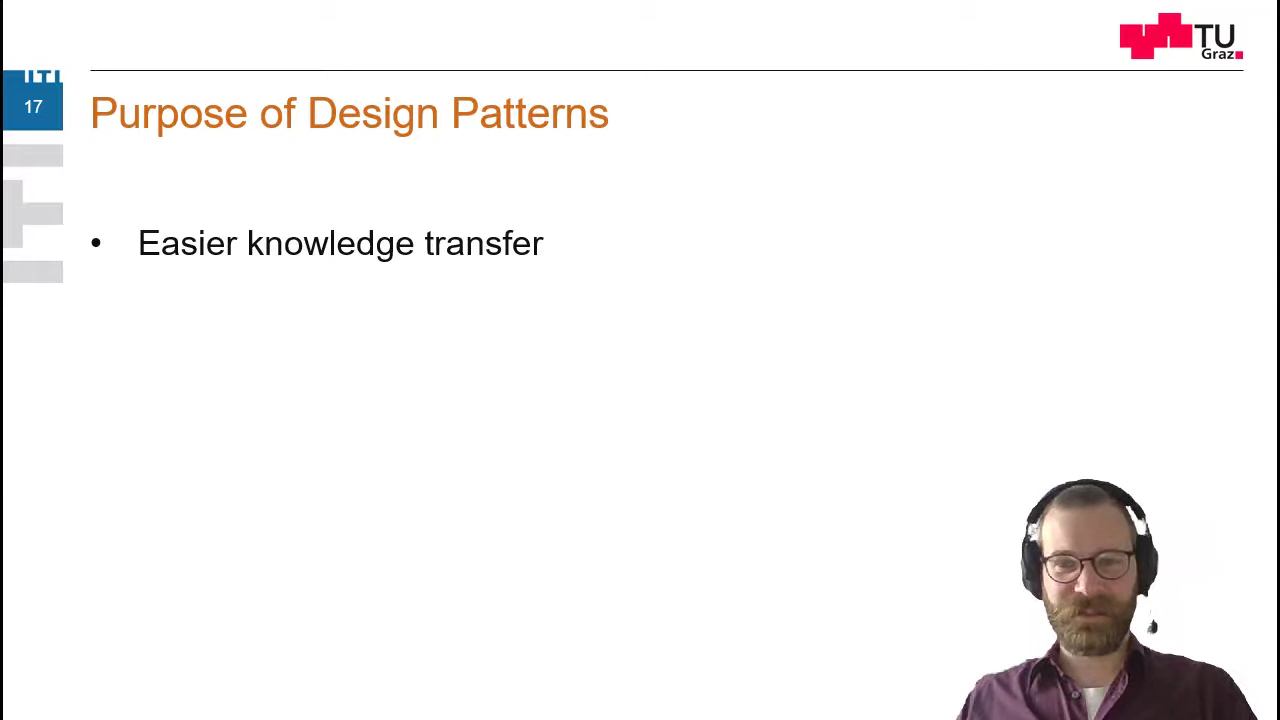 TU
Graz
17
Purpose of Design Patterns
• Easier knowledge transfer